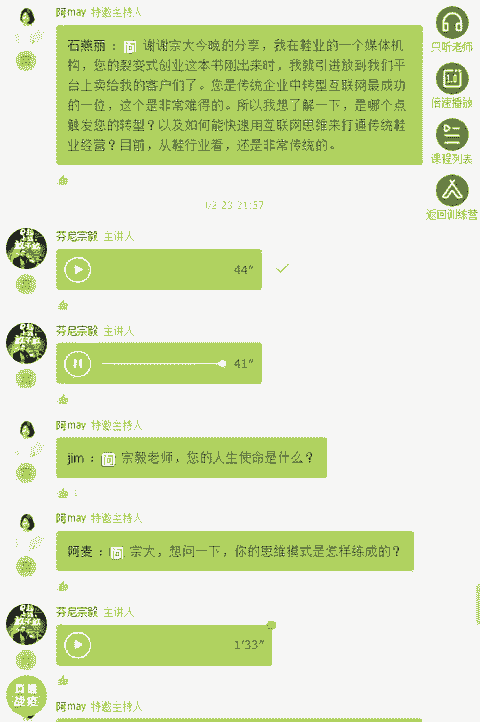 阿may 特邀主持人
石燕丽：问 谢谢宗大今晚的分享，我在鞋业的一个媒体机
构，您的裂变式创业这本书刚出来时，我就引进放到我们平
台上卖给我的客户们了。您是传统企业中转型互联网最成功
的一位，这个是非常难得的。所以我想了解一下，是哪个点
触发您的转型？以及如何能快速用互联网思维来打通传统鞋
业经营？目前，从鞋行业看，还是非常传统的。
只听老师
倍速播放
课程列表
返回训练营
02-23 21:57
芬尼宗毅 主讲人
44”
芬尼宗毅 主讲人
41”
阿may 特邀主持人
jim：问 宗毅老师，您的人生使命是什么？
阿may 特邀主持人
阿麦：问 宗大，想问一下，你的思维模式是怎样练成的？
芬尼宗毅 主讲人
1’33”
阿may 特邀主持人